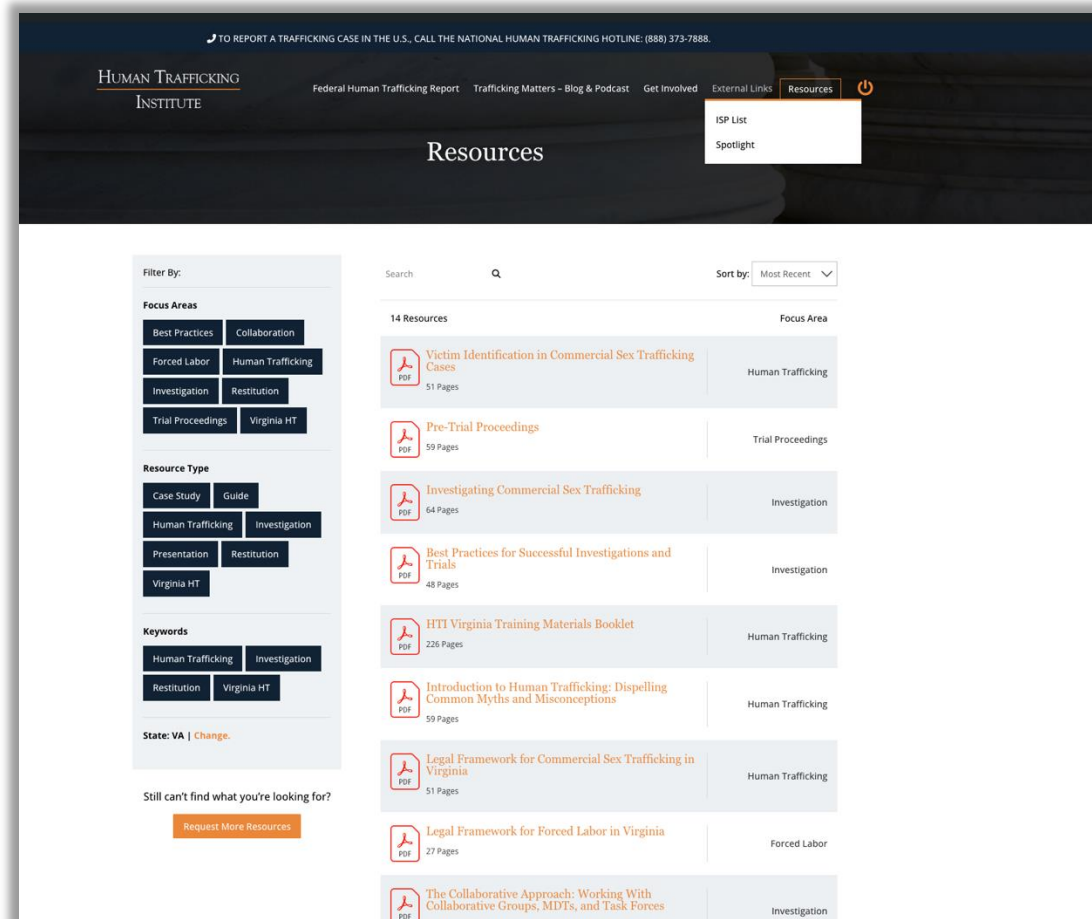 TO REPORT A TRAFFICKING CASE IN THE U.S., CALL THE NATIONAL HUMAN TRAFFICKING HOTLINE: (888) 373-7888.
HUMAN TRAFFICKING
INSTITUTE
Federal Human Trafficking Report Trafficking Matters – Blog & Podcast Get Involved External Links Resources
ISP List
Spotlight
Resources
Filter By:
Focus Areas
Best Practices Collaboration
Forced Labor Human Trafficking
Investigation Restitution
Trial Proceedings Virginia HT
Resource Type
Case Study Guide
Human Trafficking Investigation
Presentation Restitution
Virginia HT
Keywords
Human Trafficking Investigation
Restitution Virginia HT
State: VA | Change.
Still can't find what you're looking for?
Request More Resources
Search
Sort by: Most Recent
14 Resources Focus Area
PDF
Victim Identification in Commercial Sex Trafficking
Cases
51 Pages
Human Trafficking
PDF
Pre-Trial Proceedings
59 Pages
Trial Proceedings
PDF
Investigating Commercial Sex Trafficking
64 Pages
Investigation
PDF
Best Practices for Successful Investigations and
Trials
48 Pages
Investigation
PDF
HTI Virginia Training Materials Booklet
226 Pages
Human Trafficking
PDF
Introduction to Human Trafficking: Dispelling
Common Myths and Misconceptions
59 Pages
Human Trafficking
PDF
Legal Framework for Commercial Sex Trafficking in
Virginia
51 Pages
Human Trafficking
PDF
Legal Framework for Forced Labor in Virginia
27 Pages
Forced Labor
PDF
The Collaborative Approach: Working With
Collaborative Groups, MDTs, and Task Forces
Investigation